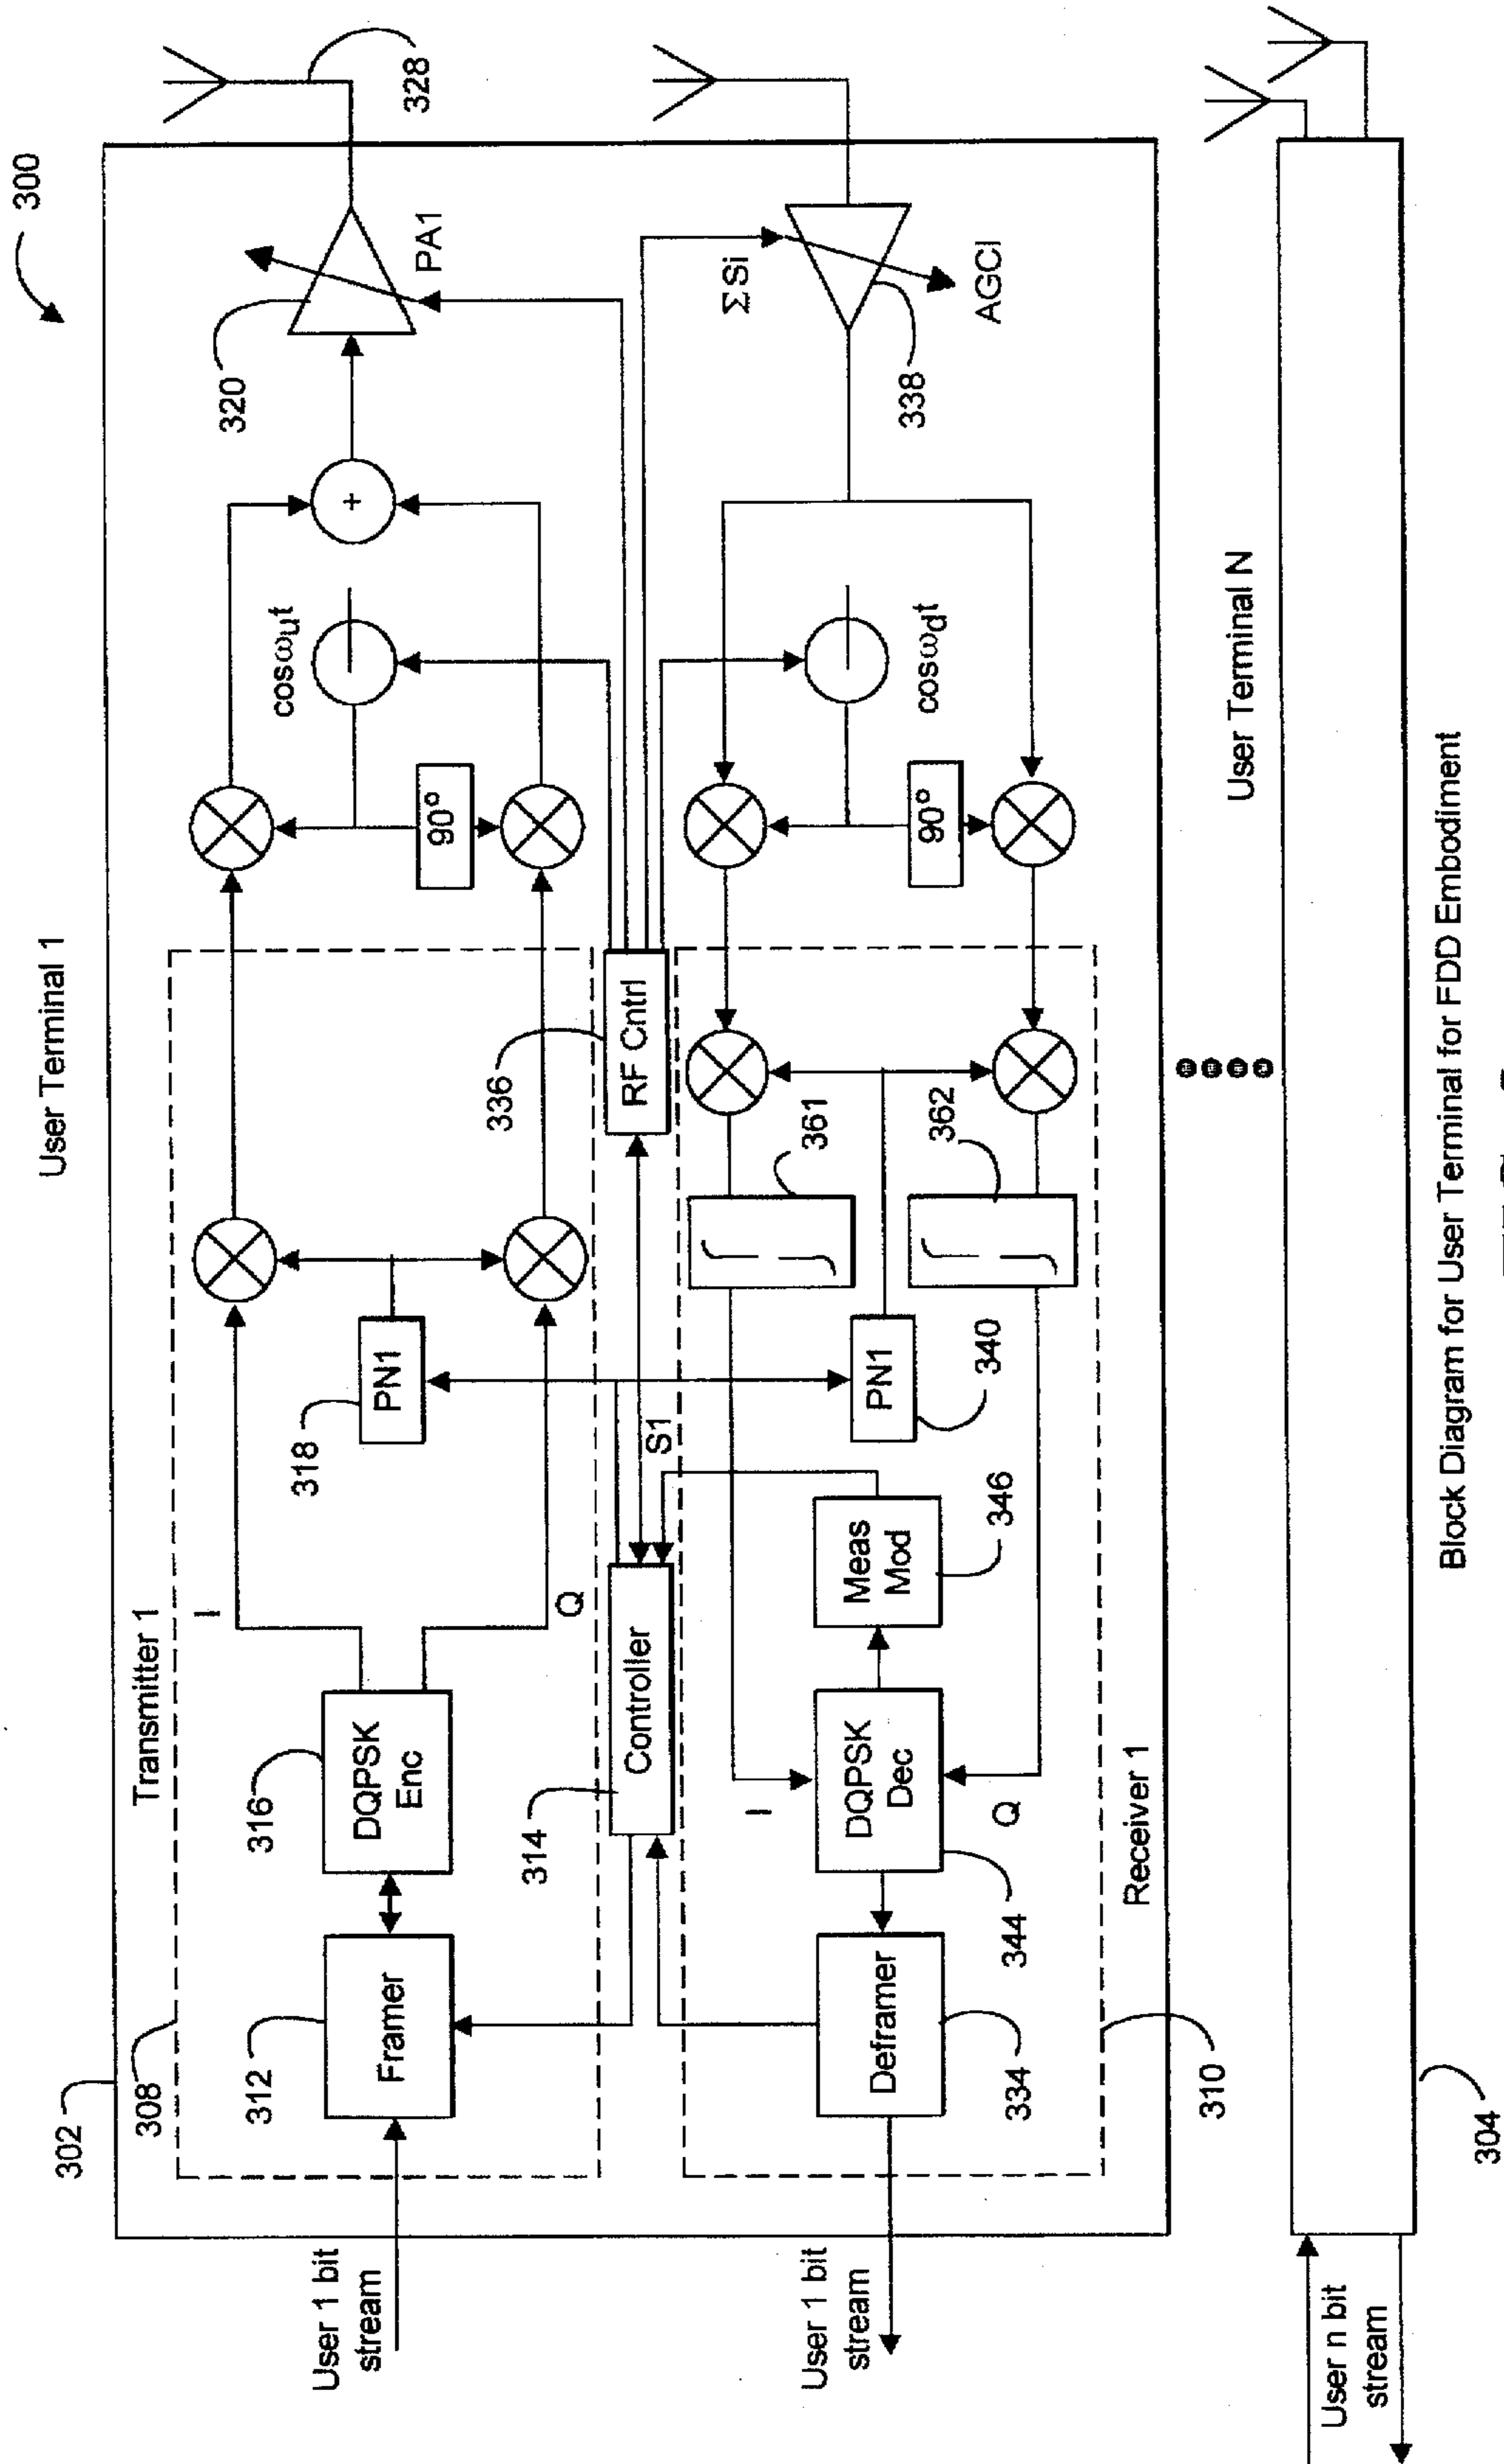 User Terminal 1
300
302
308
Transmitter 1
312
Framer
316
DQPSK
Enc
I
Q
318
PN1
cosωut
90°
+
320
PA1
328
User 1 bit
stream
314
Controller
S1
336
RF Cntrl
ΣSi
AGCI
338
cosωdt
90°
361
362
PN1
340
Meas
Mod
346
I
Q
DQPSK
Dec
344
Deframer
334
310
Receiver 1
User 1 bit
stream
User Terminal N
User n bit
stream
304
Block Diagram for User Terminal for FDD Embodiment